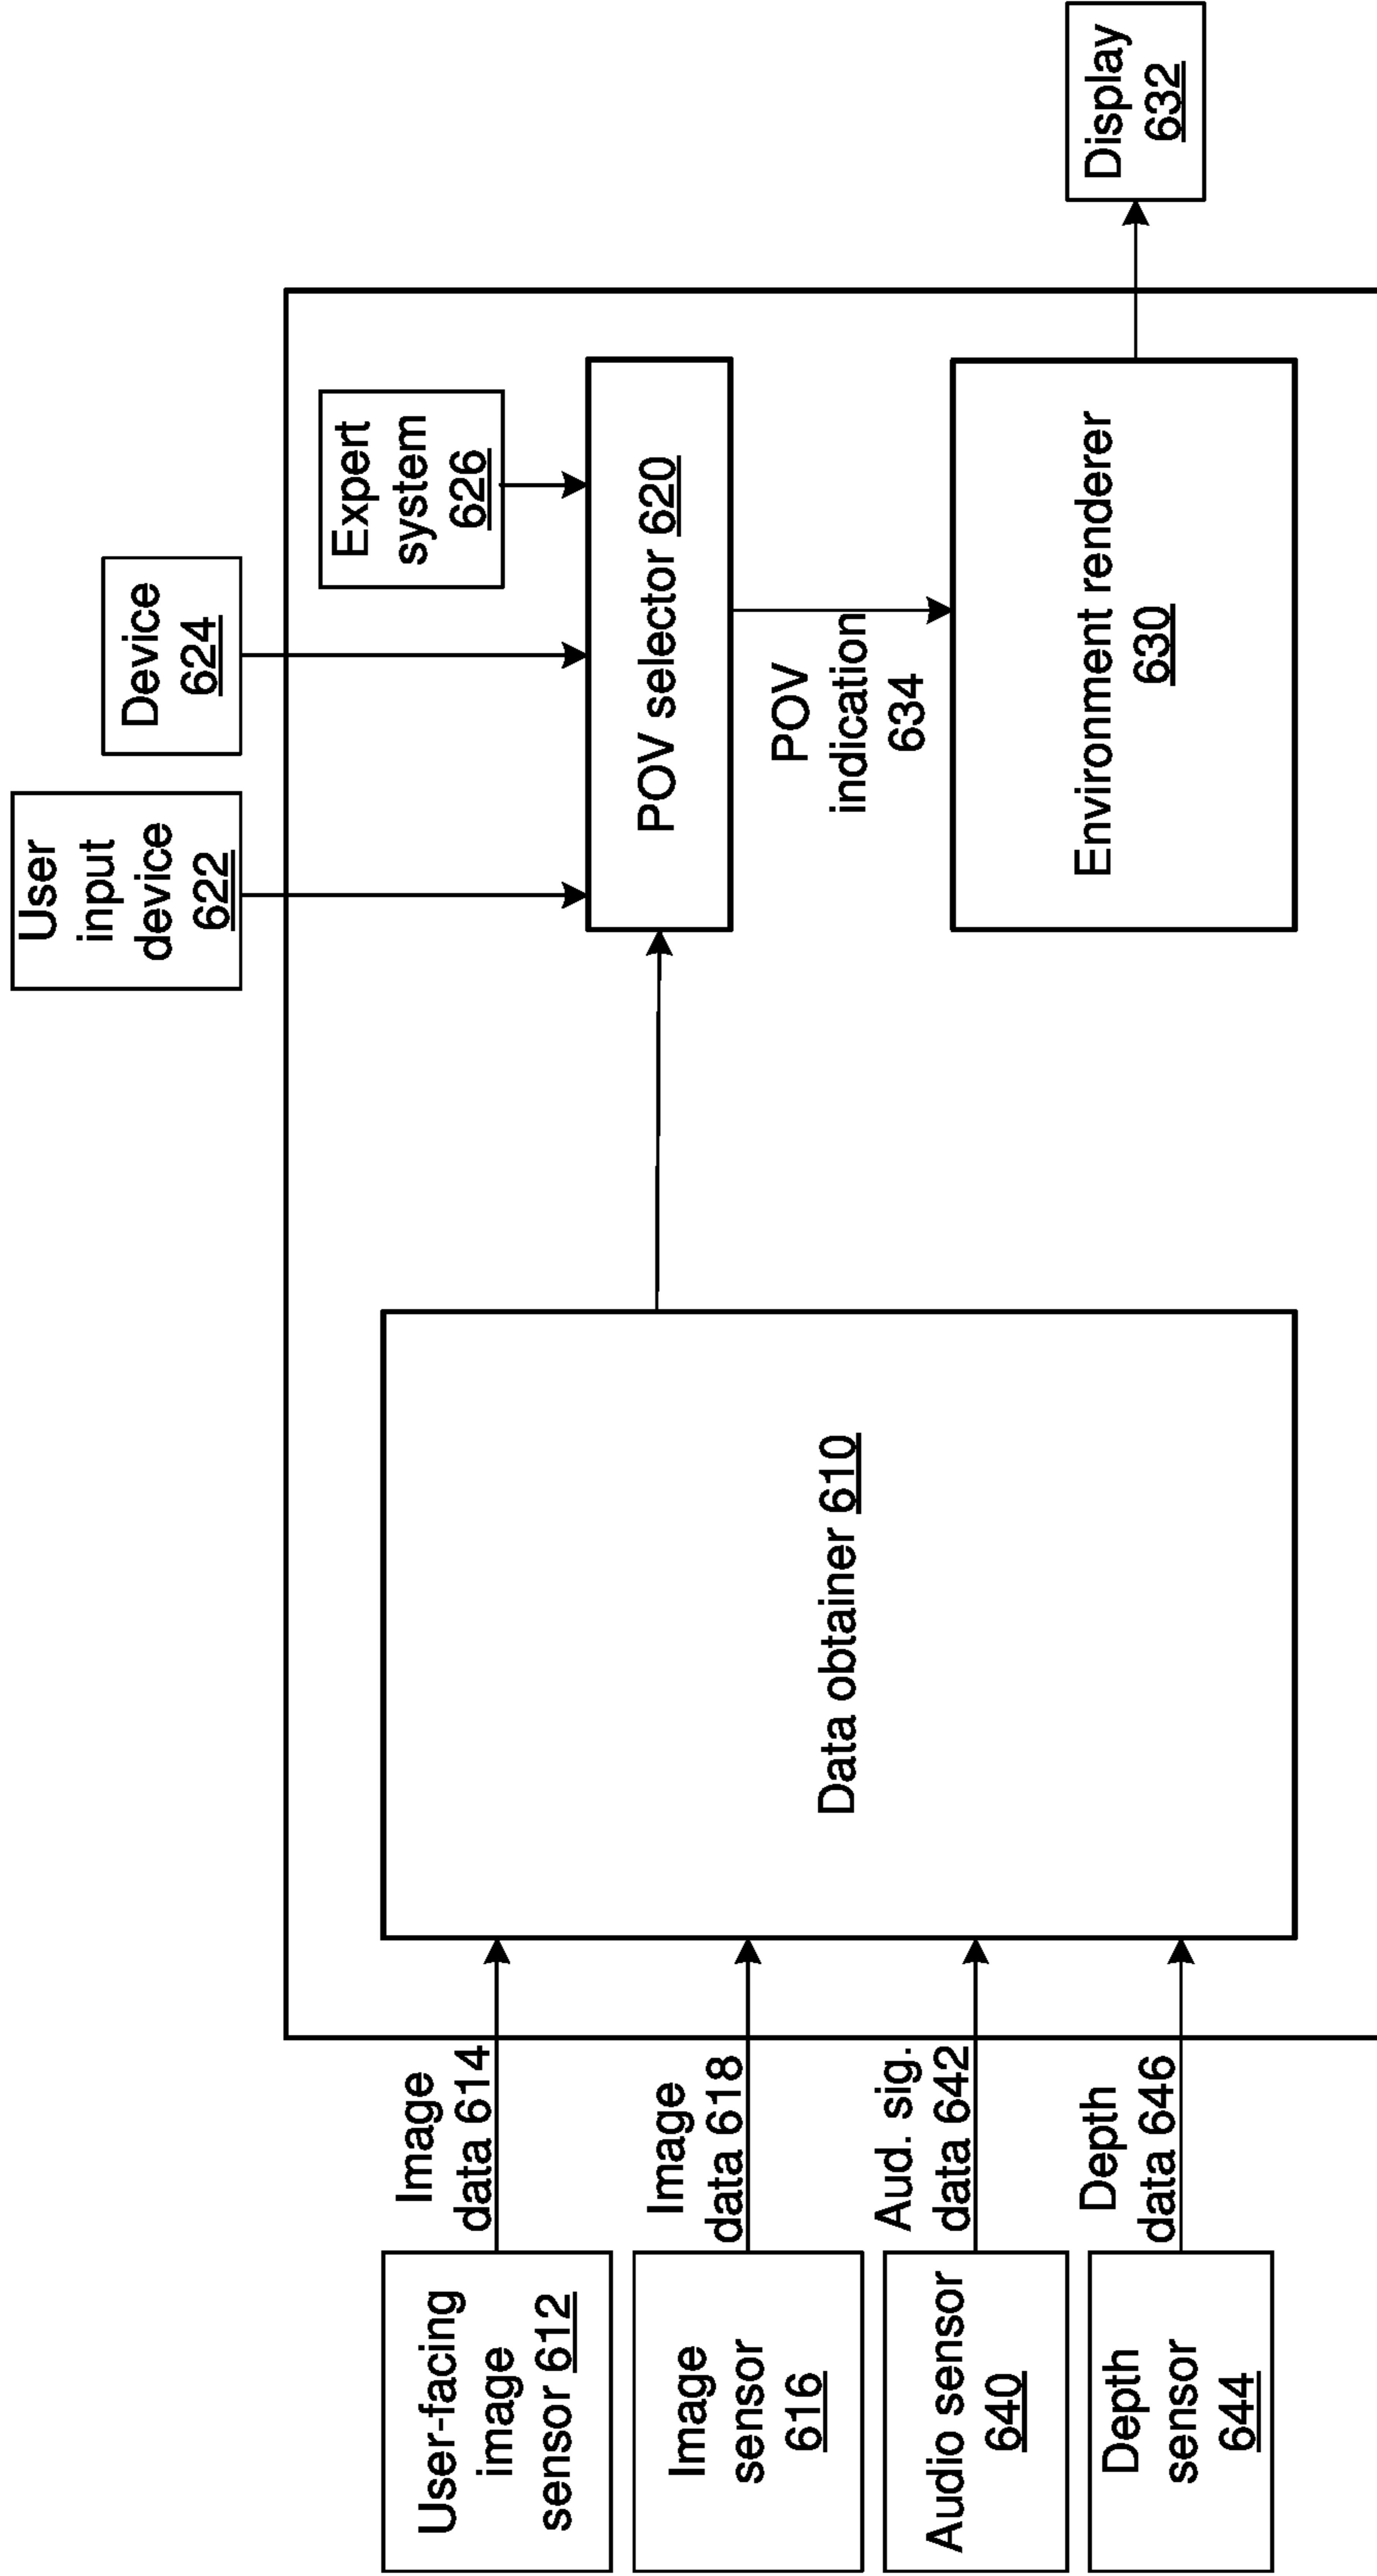 User
input
device
622
Device
624
Expert
system
626
POV selector 620
POV
indication
634
Environment renderer
630
Display
632
Data obtainer 610
Image
data 614
Image
data 618
Aud. sig.
data 642
Depth
data 646
User-facing
image
sensor 612
Image
sensor
616
Audio sensor
640
Depth
sensor
644